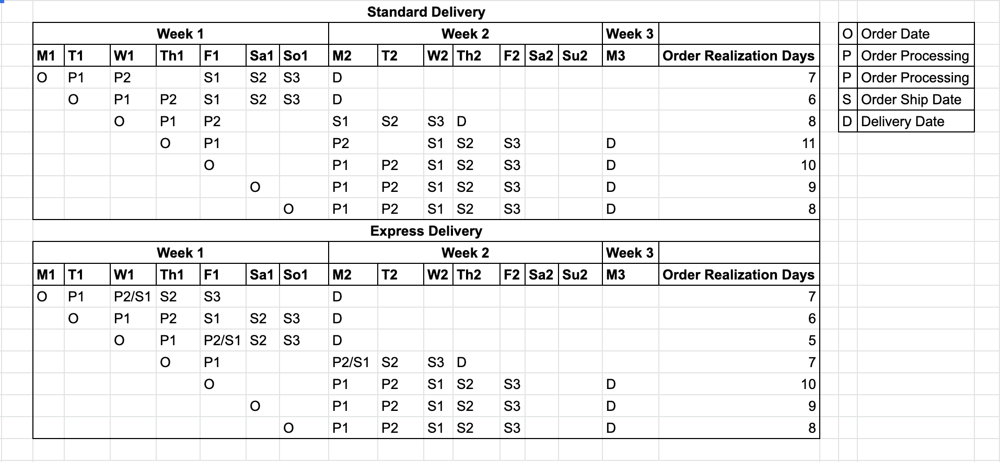 Standard Delivery
Week 1 Week 2 Week 3 O Order Date
M1 T1 W1 Th1 F1 Sa1 So1 M2 T2 W2 Th2 F2 Sa2 Su2 M3 Order Realization Days P Order Processing
O P1 P2 S1 S2 S3 D 7 P Order Processing
O P1 P2 S1 S2 S3 D 6 S Order Ship Date
O P1 P2 S1 S2 S3 D 8 D Delivery Date
O P1 P2 S1 S2 S3 D 11
O P1 P2 S1 S2 S3 D 10
O P1 P2 S1 S2 S3 D 9
O P1 P2 S1 S2 S3 D 8
Express Delivery
Week 1 Week 2 Week 3
M1 T1 W1 Th1 F1 Sa1 So1 M2 T2 W2 Th2 F2 Sa2 Su2 M3 Order Realization Days
O P1 P2/S1 S2 S3 D 7
O P1 P2 S1 S2 S3 D 6
O P1 P2/S1 S2 S3 D 5
O P1 P2/S1 S2 S3 D 7
O P1 P2 S1 S2 S3 D 10
O P1 P2 S1 S2 S3 D 9
O P1 P2 S1 S2 S3 D 8